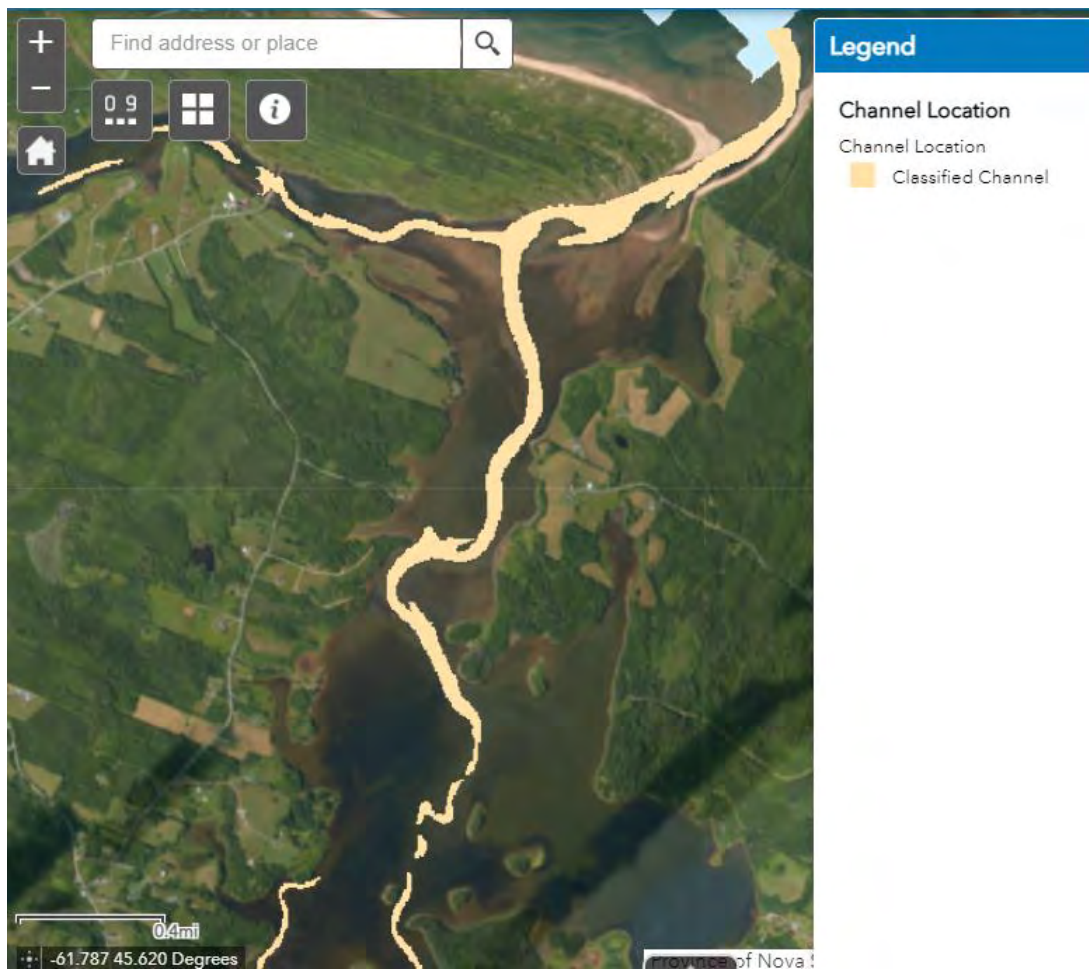 +
Find address or place
−
0 9
i
Legend
Channel Location
Channel Location
Classified Channel
0.4mi
-61.787 45.620 Degrees
Province of Nova